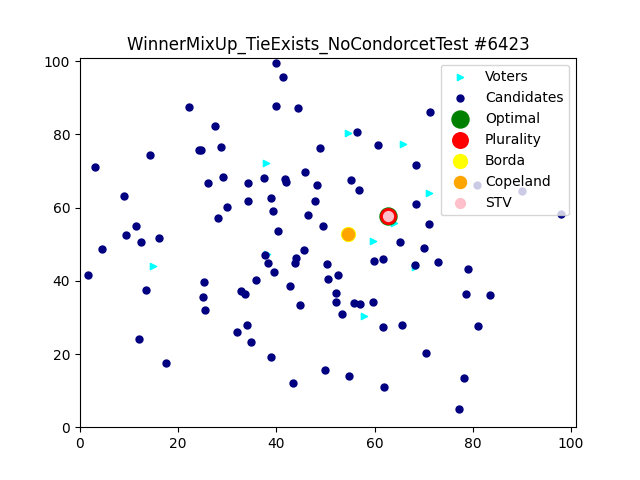 WinnerMixUp_TieExists_NoCondorcetTest #6423
100
80
60
40
20
0
0 20 40 60 80 100
Voters
Candidates
Optimal
Plurality
Borda
Copeland
STV